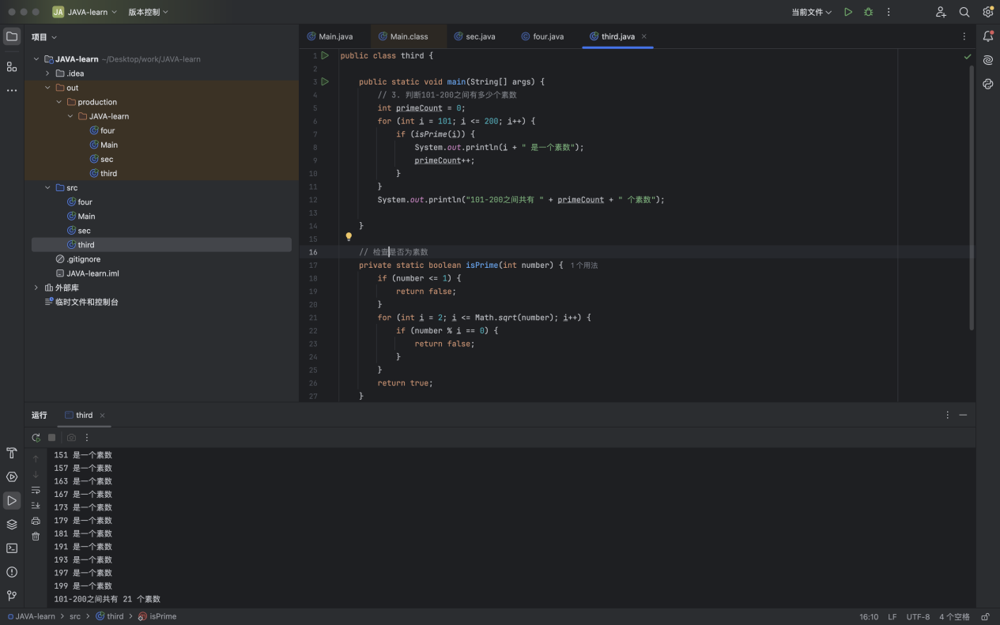 JA JAVA-learn 版本控制 当前文件
项目
JAVA-learn ~/Desktop/work/JAVA-learn
.idea
out
production
JAVA-learn
four
Main
sec
third
src
four
Main
sec
third
.gitignore
JAVA-learn.iml
外部库
临时文件和控制台
Main.java Main.class sec.java four.java third.java
1 public class third {
2
3 public static void main(String[] args) {
4 // 3. 判断101-200之间有多少个素数
5 int primeCount = 0;
6 for (int i = 101; i <= 200; i++) {
7 if (isPrime(i)) {
8 System.out.println(i + " 是一个素数");
9 primeCount++;
10 }
11 }
12 System.out.println("101-200之间共有 " + primeCount + " 个素数");
13
14 }
15
16 // 检查是否为素数
17 private static boolean isPrime(int number) { 1 个用法
18 if (number <= 1) {
19 return false;
20 }
21 for (int i = 2; i <= Math.sqrt(number); i++) {
22 if (number % i == 0) {
23 return false;
24 }
25 }
26 return true;
27 }
运行 third
151 是一个素数
157 是一个素数
163 是一个素数
167 是一个素数
173 是一个素数
179 是一个素数
181 是一个素数
191 是一个素数
193 是一个素数
197 是一个素数
199 是一个素数
101-200之间共有 21 个素数
JAVA-learn > src > third > isPrime 16:10 LF UTF-8 4 个空格